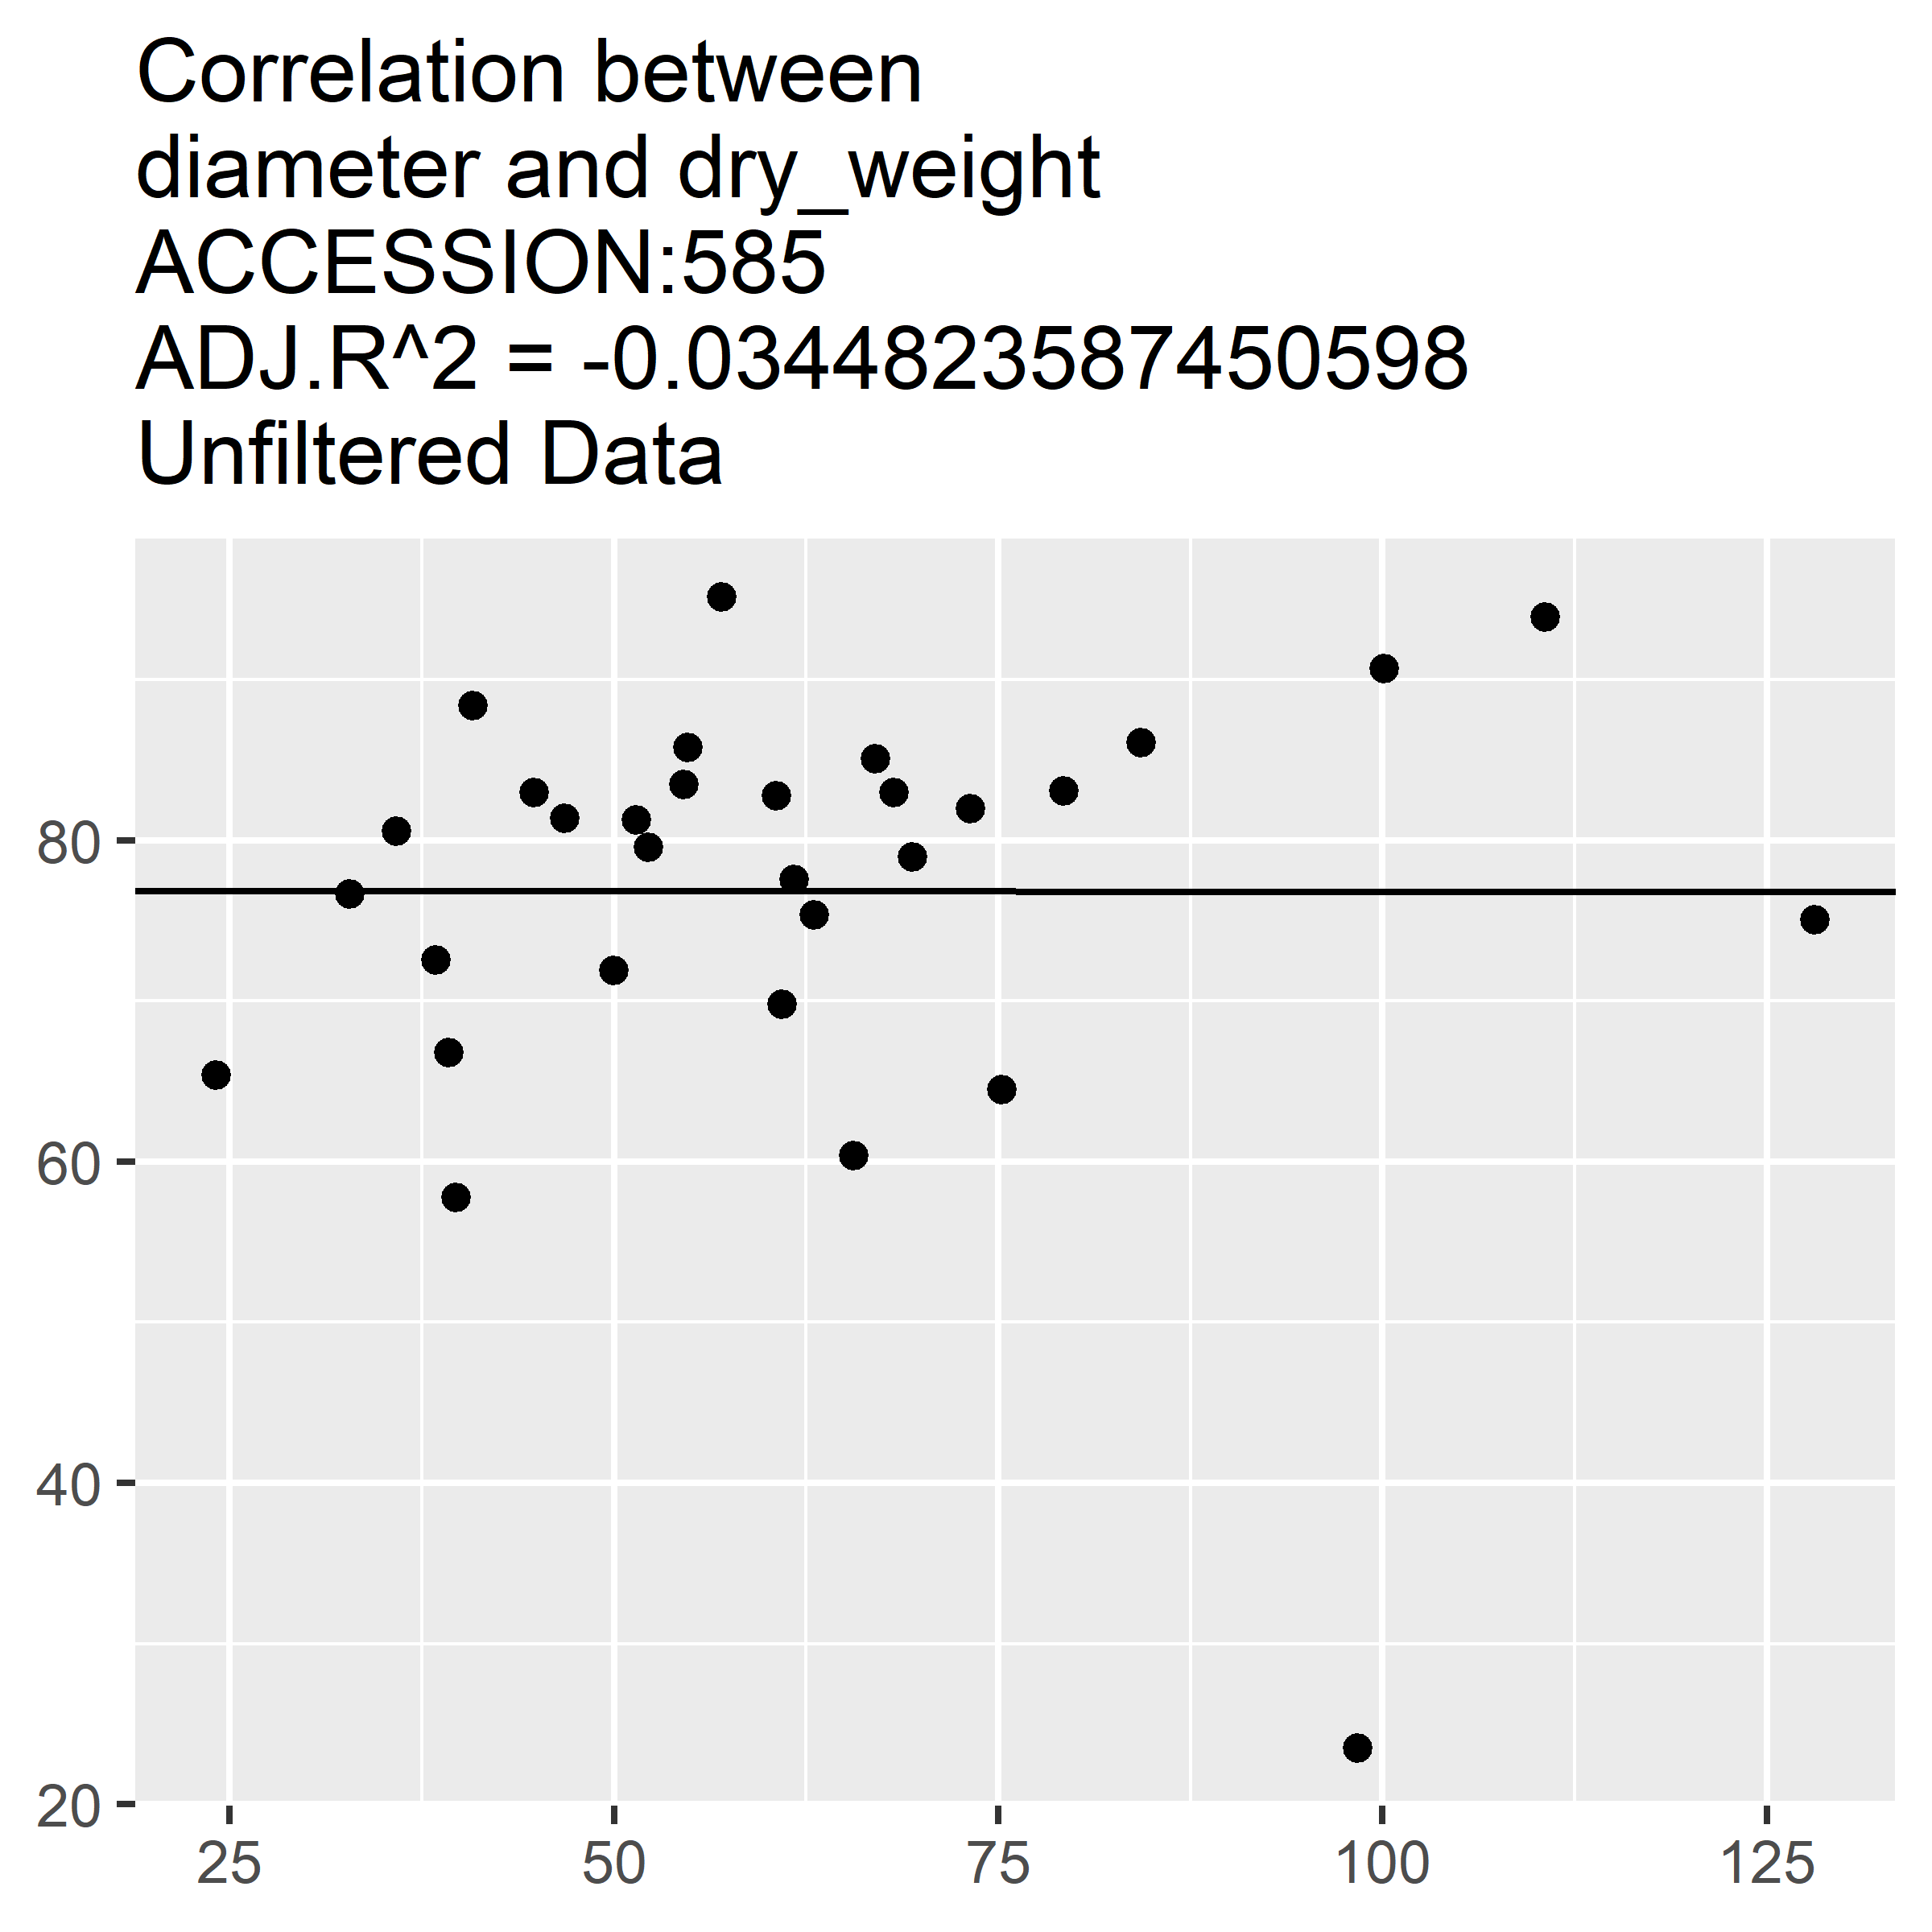 Correlation between
diameter and dry_weight
ACCESSION:585
ADJ.R^2 = -0.0344823587450598
Unfiltered Data
80
60
40
20
25 50 75 100 125